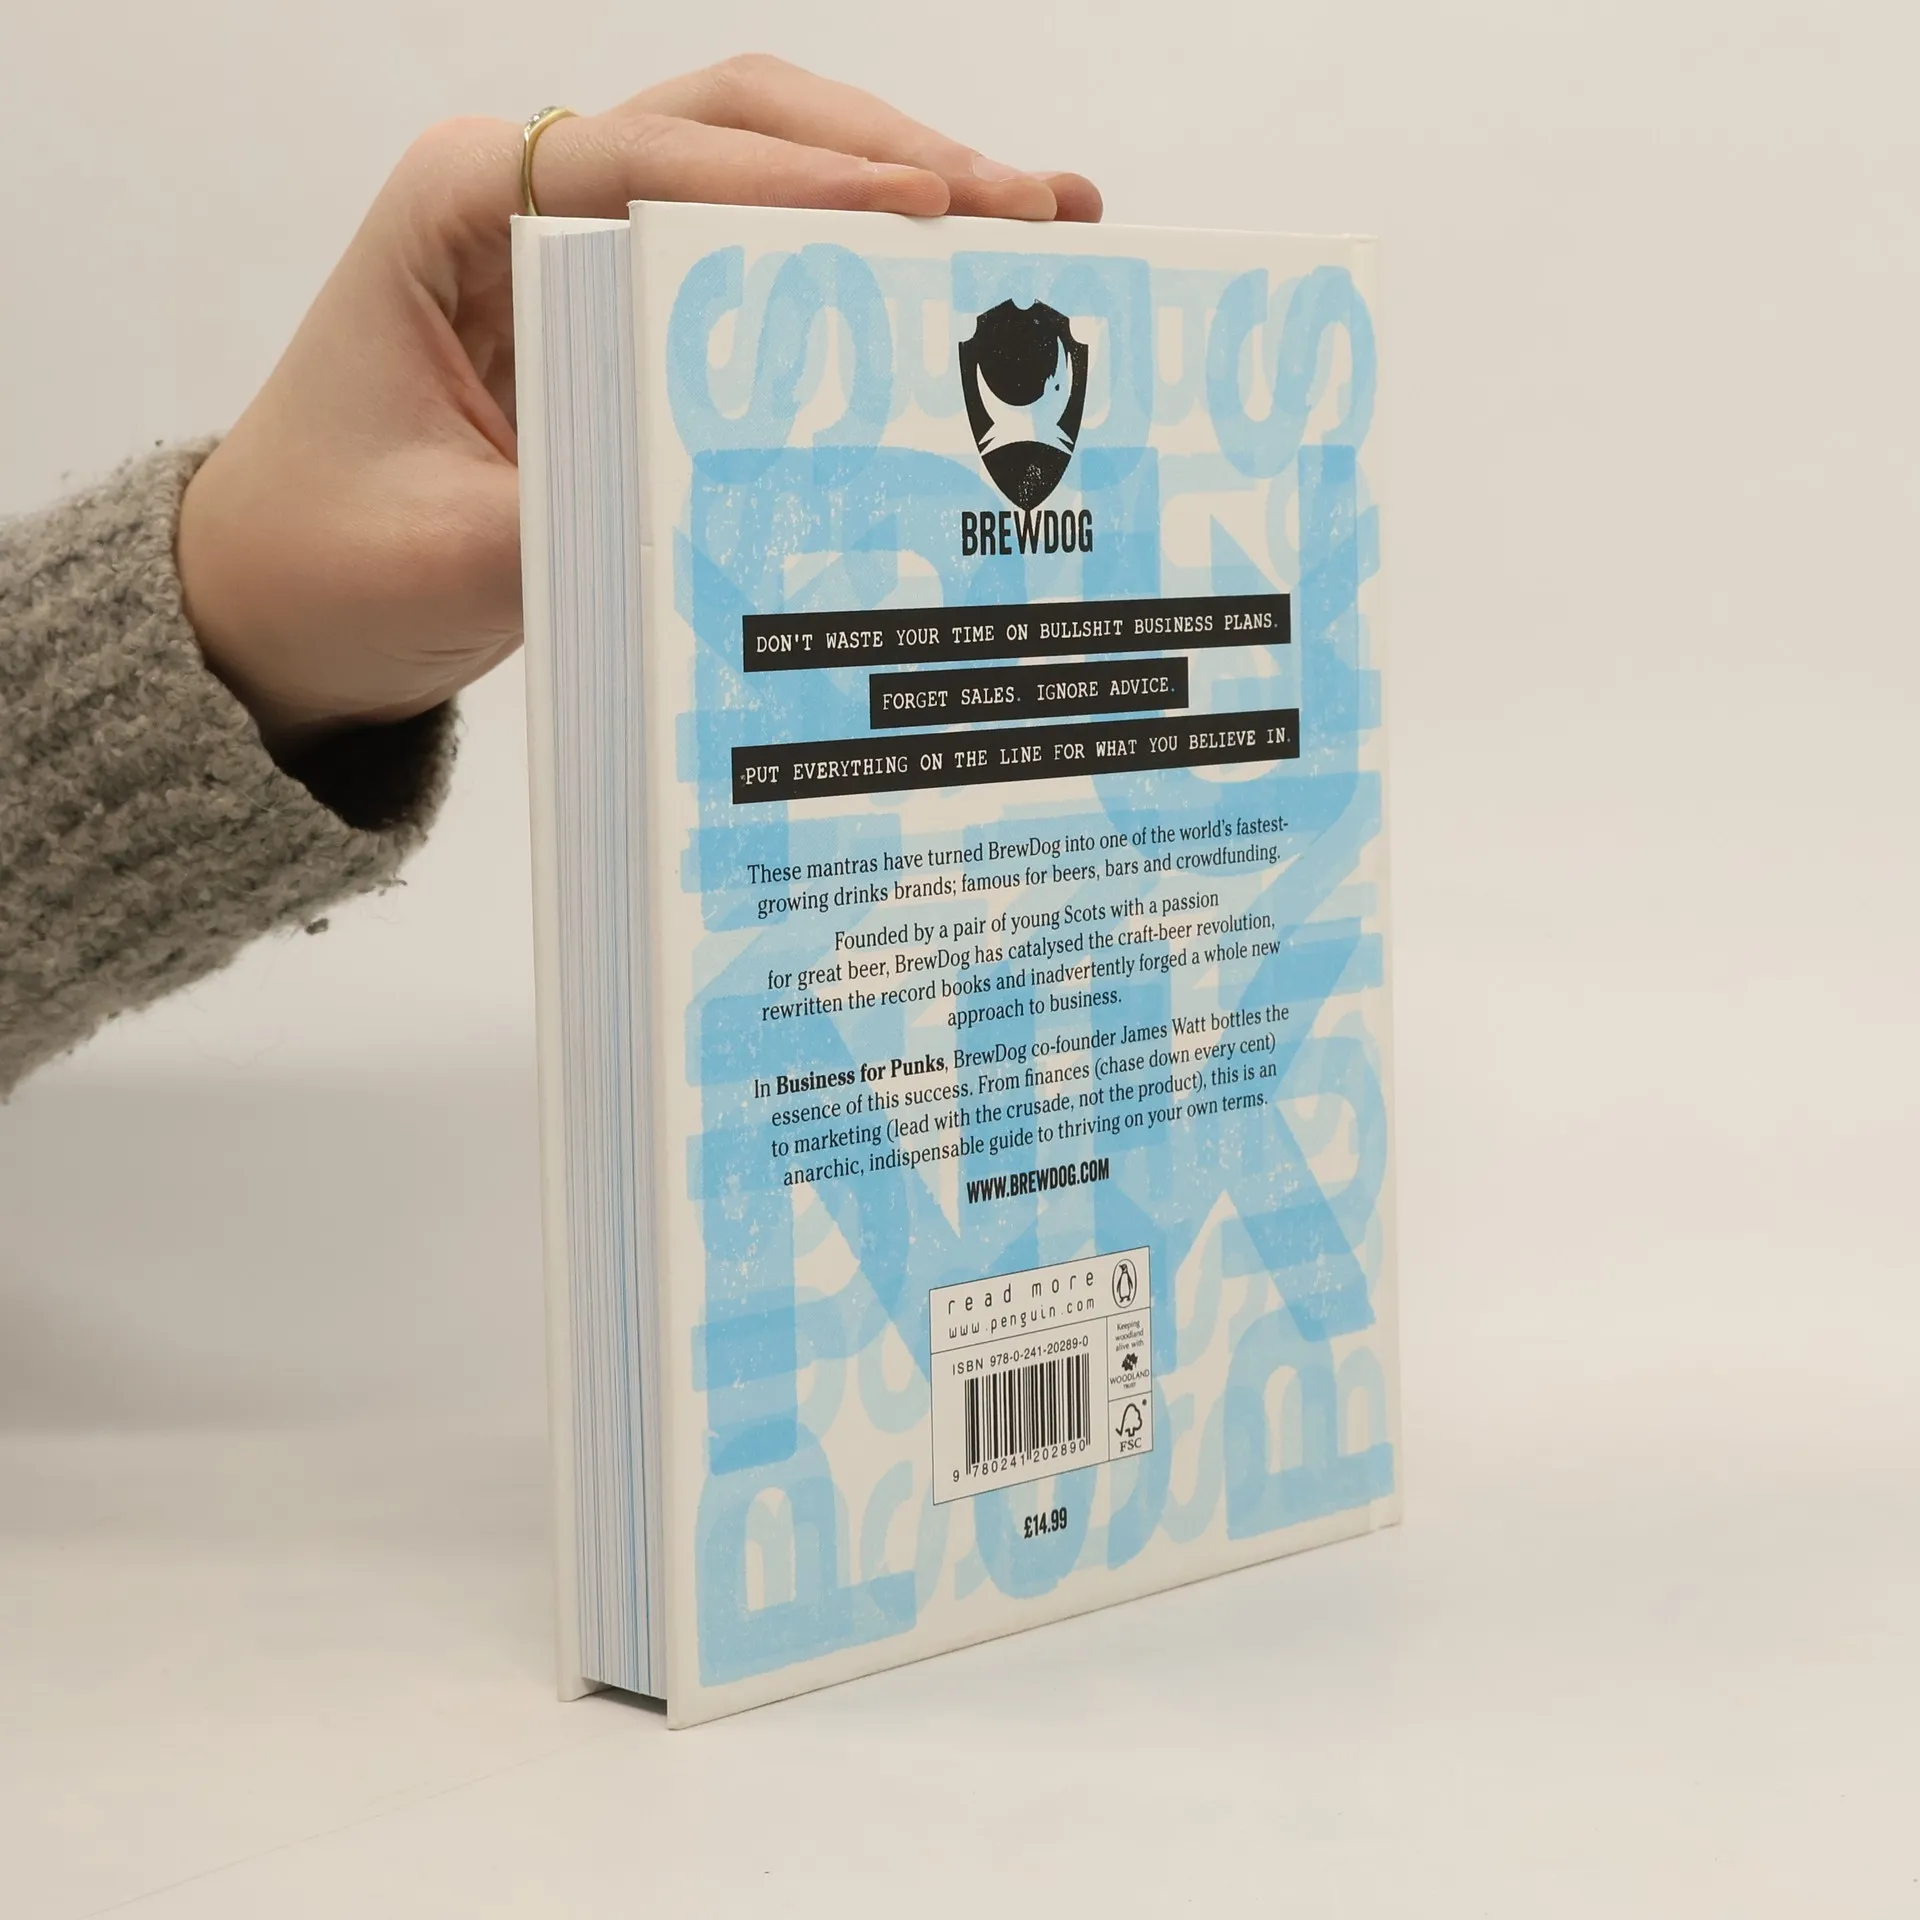 BREWDOG
DON'T WASTE YOUR TIME ON BULLSHIT BUSINESS PLANS.
FORGET SALES. IGNORE ADVICE.
PUT EVERYTHING ON THE LINE FOR WHAT YOU BELIEVE IN.
These mantras have turned BrewDog into one of the world's fastest-
growing drinks brands; famous for beers, bars and crowdfunding.
Founded by a pair of young Scots with a passion
for great beer, BrewDog has catalysed the craft-beer revolution,
rewritten the record books and inadvertently forged a whole new
approach to business.
In Business for Punks, BrewDog co-founder James Watt bottles the
essence of this success. From finances (chase down every cent)
to marketing (lead with the crusade, not the product), this is an
anarchic, indispensable guide to thriving on your own terms.
WWW.BREWDOG.COM
read more
www.penguin.com
ISBN 978-0-241-20289-0
9 780241 202890
Keeping
woodland
alive with
WOODLAND
TRUST
FSC
£14.99